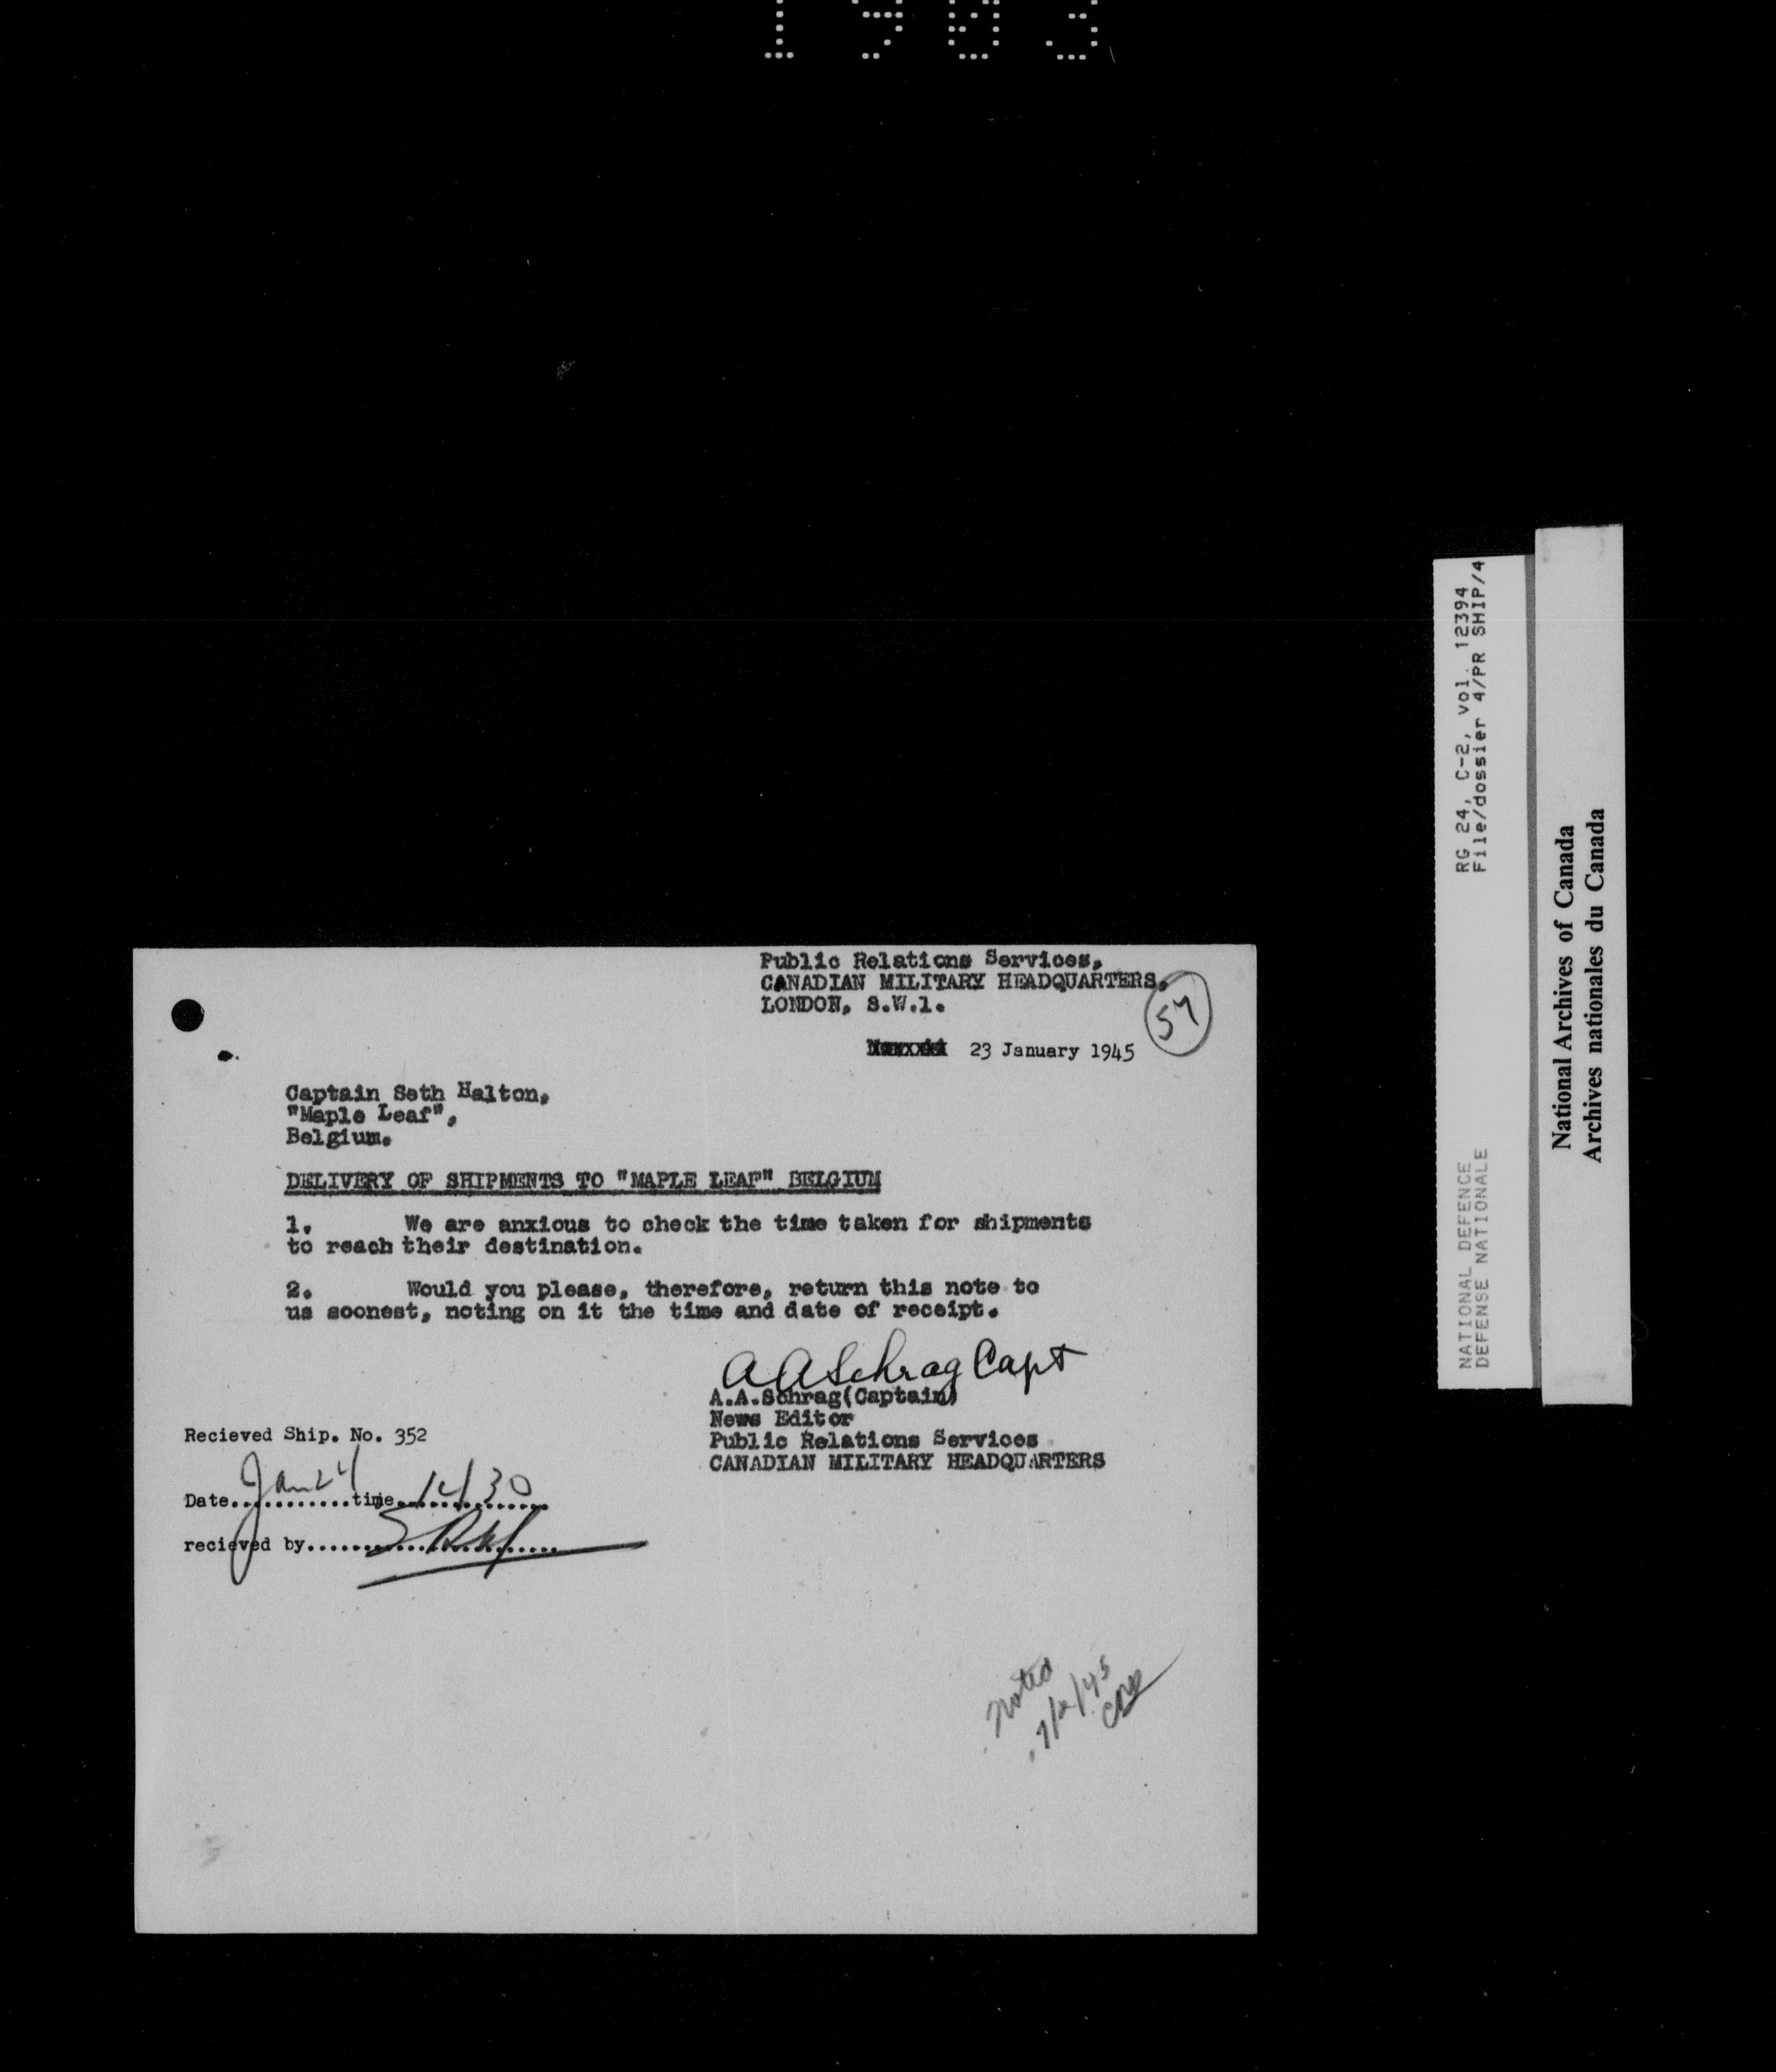 1903
Public Relations Services,
CANADIAN MILITARY HEADQUARTERS,
LONDON, S.W.1.
57
23 January 1945
Captain Seth Halton,
"Maple Leaf",
Belgium.
DELIVERY OF SHIPMENTS TO "MAPLE LEAF" BELGIUM
1. We are anxious to check the time taken for shipments
to reach their destination.
2. Would you please, therefore, return this note to
us soonest, noting on it the time and date of receipt.
A A Schrag Capt
A.A.Schrag(Captain)
News Editor
Public Relations Services
CANADIAN MILITARY HEADQUARTERS
Recieved Ship. No. 352
Date Jan 24 time 14/30
recieved by
noted
7/2/45
RG 24, C-2, vol. 12394
File/dossier 4/PR SHIP/4
NATIONAL DEFENCE
DEFENSE NATIONALE
National Archives of Canada
Archives nationales du Canada